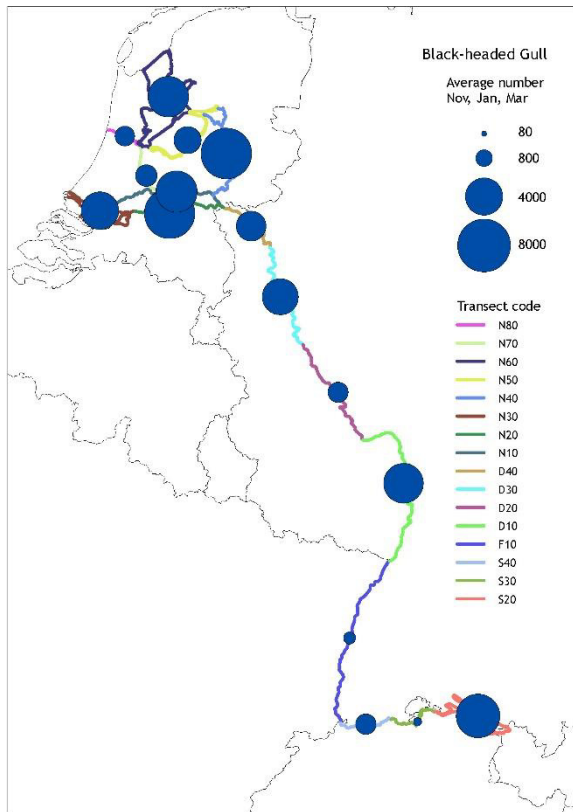 Black-headed Gull
Average number
Nov, Jan, Mar
80
800
4000
8000
Transect code
N80
N70
N60
N50
N40
N30
N20
N10
D40
D30
D20
D10
F10
S40
S30
S20